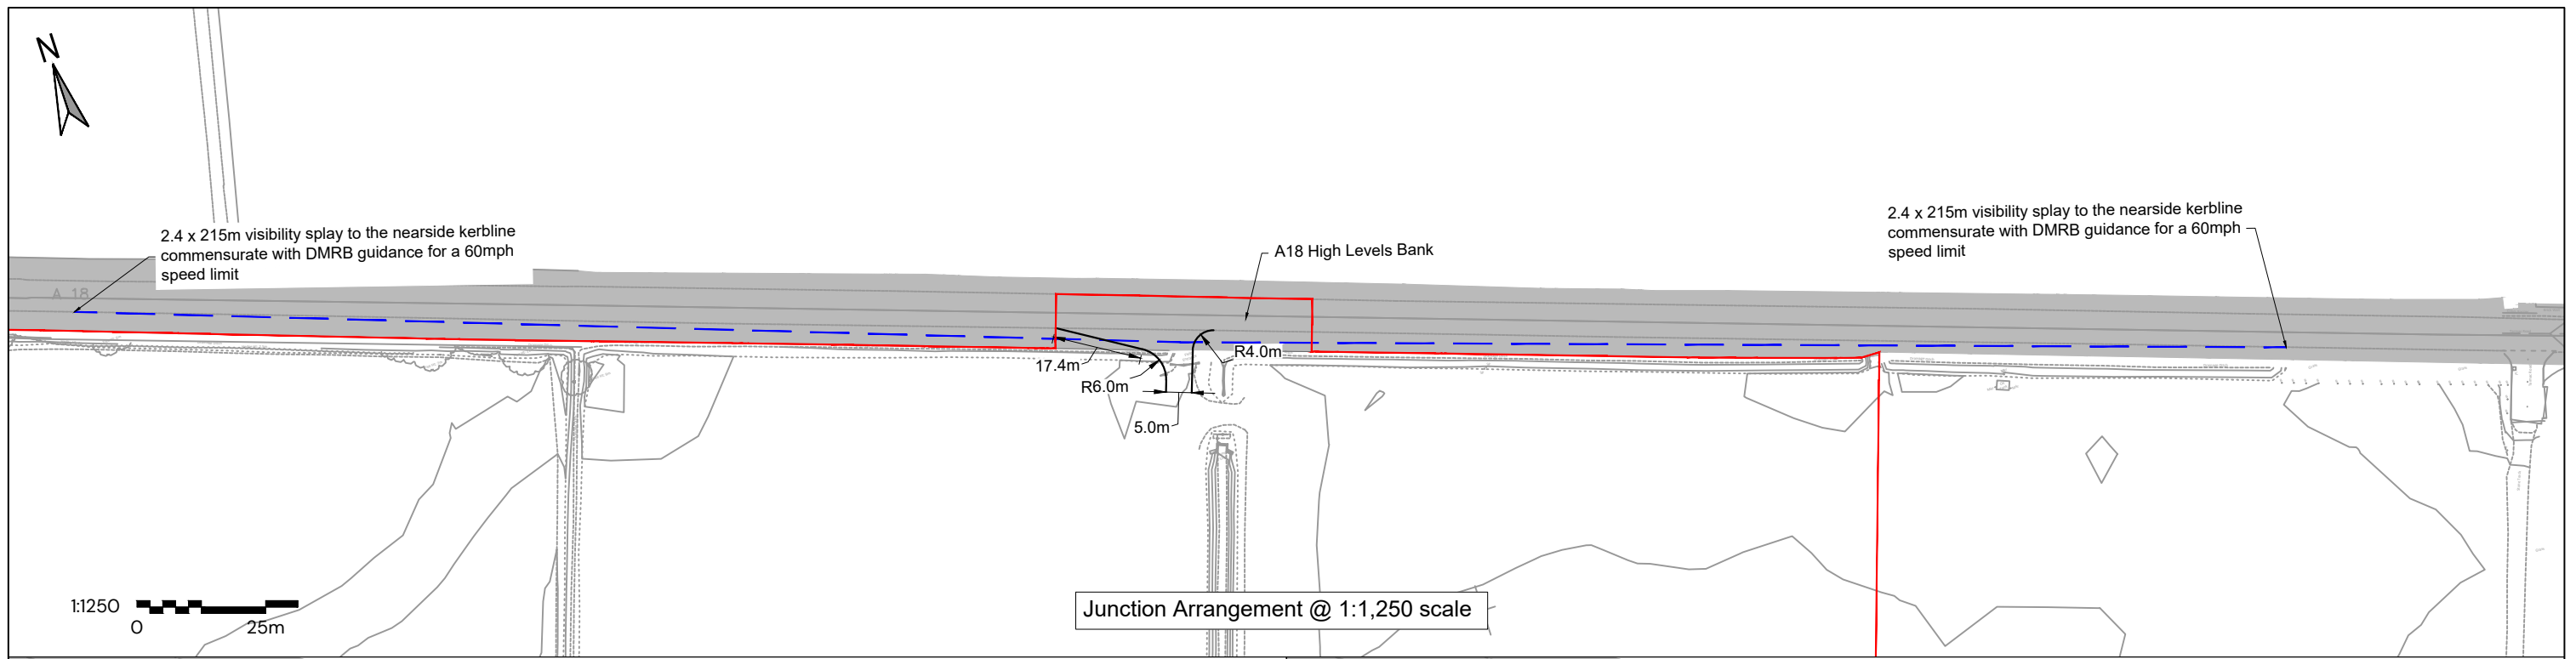 N
2.4 x 215m visibility splay to the nearside kerbline
commensurate with DMRB guidance for a 60mph
speed limit
2.4 x 215m visibility splay to the nearside kerbline
commensurate with DMRB guidance for a 60mph
speed limit
A18 High Levels Bank
A 18
R4.0m
17.4m
R6.0m
5.0m
1:1250
0 25m
Junction Arrangement @ 1:1,250 scale